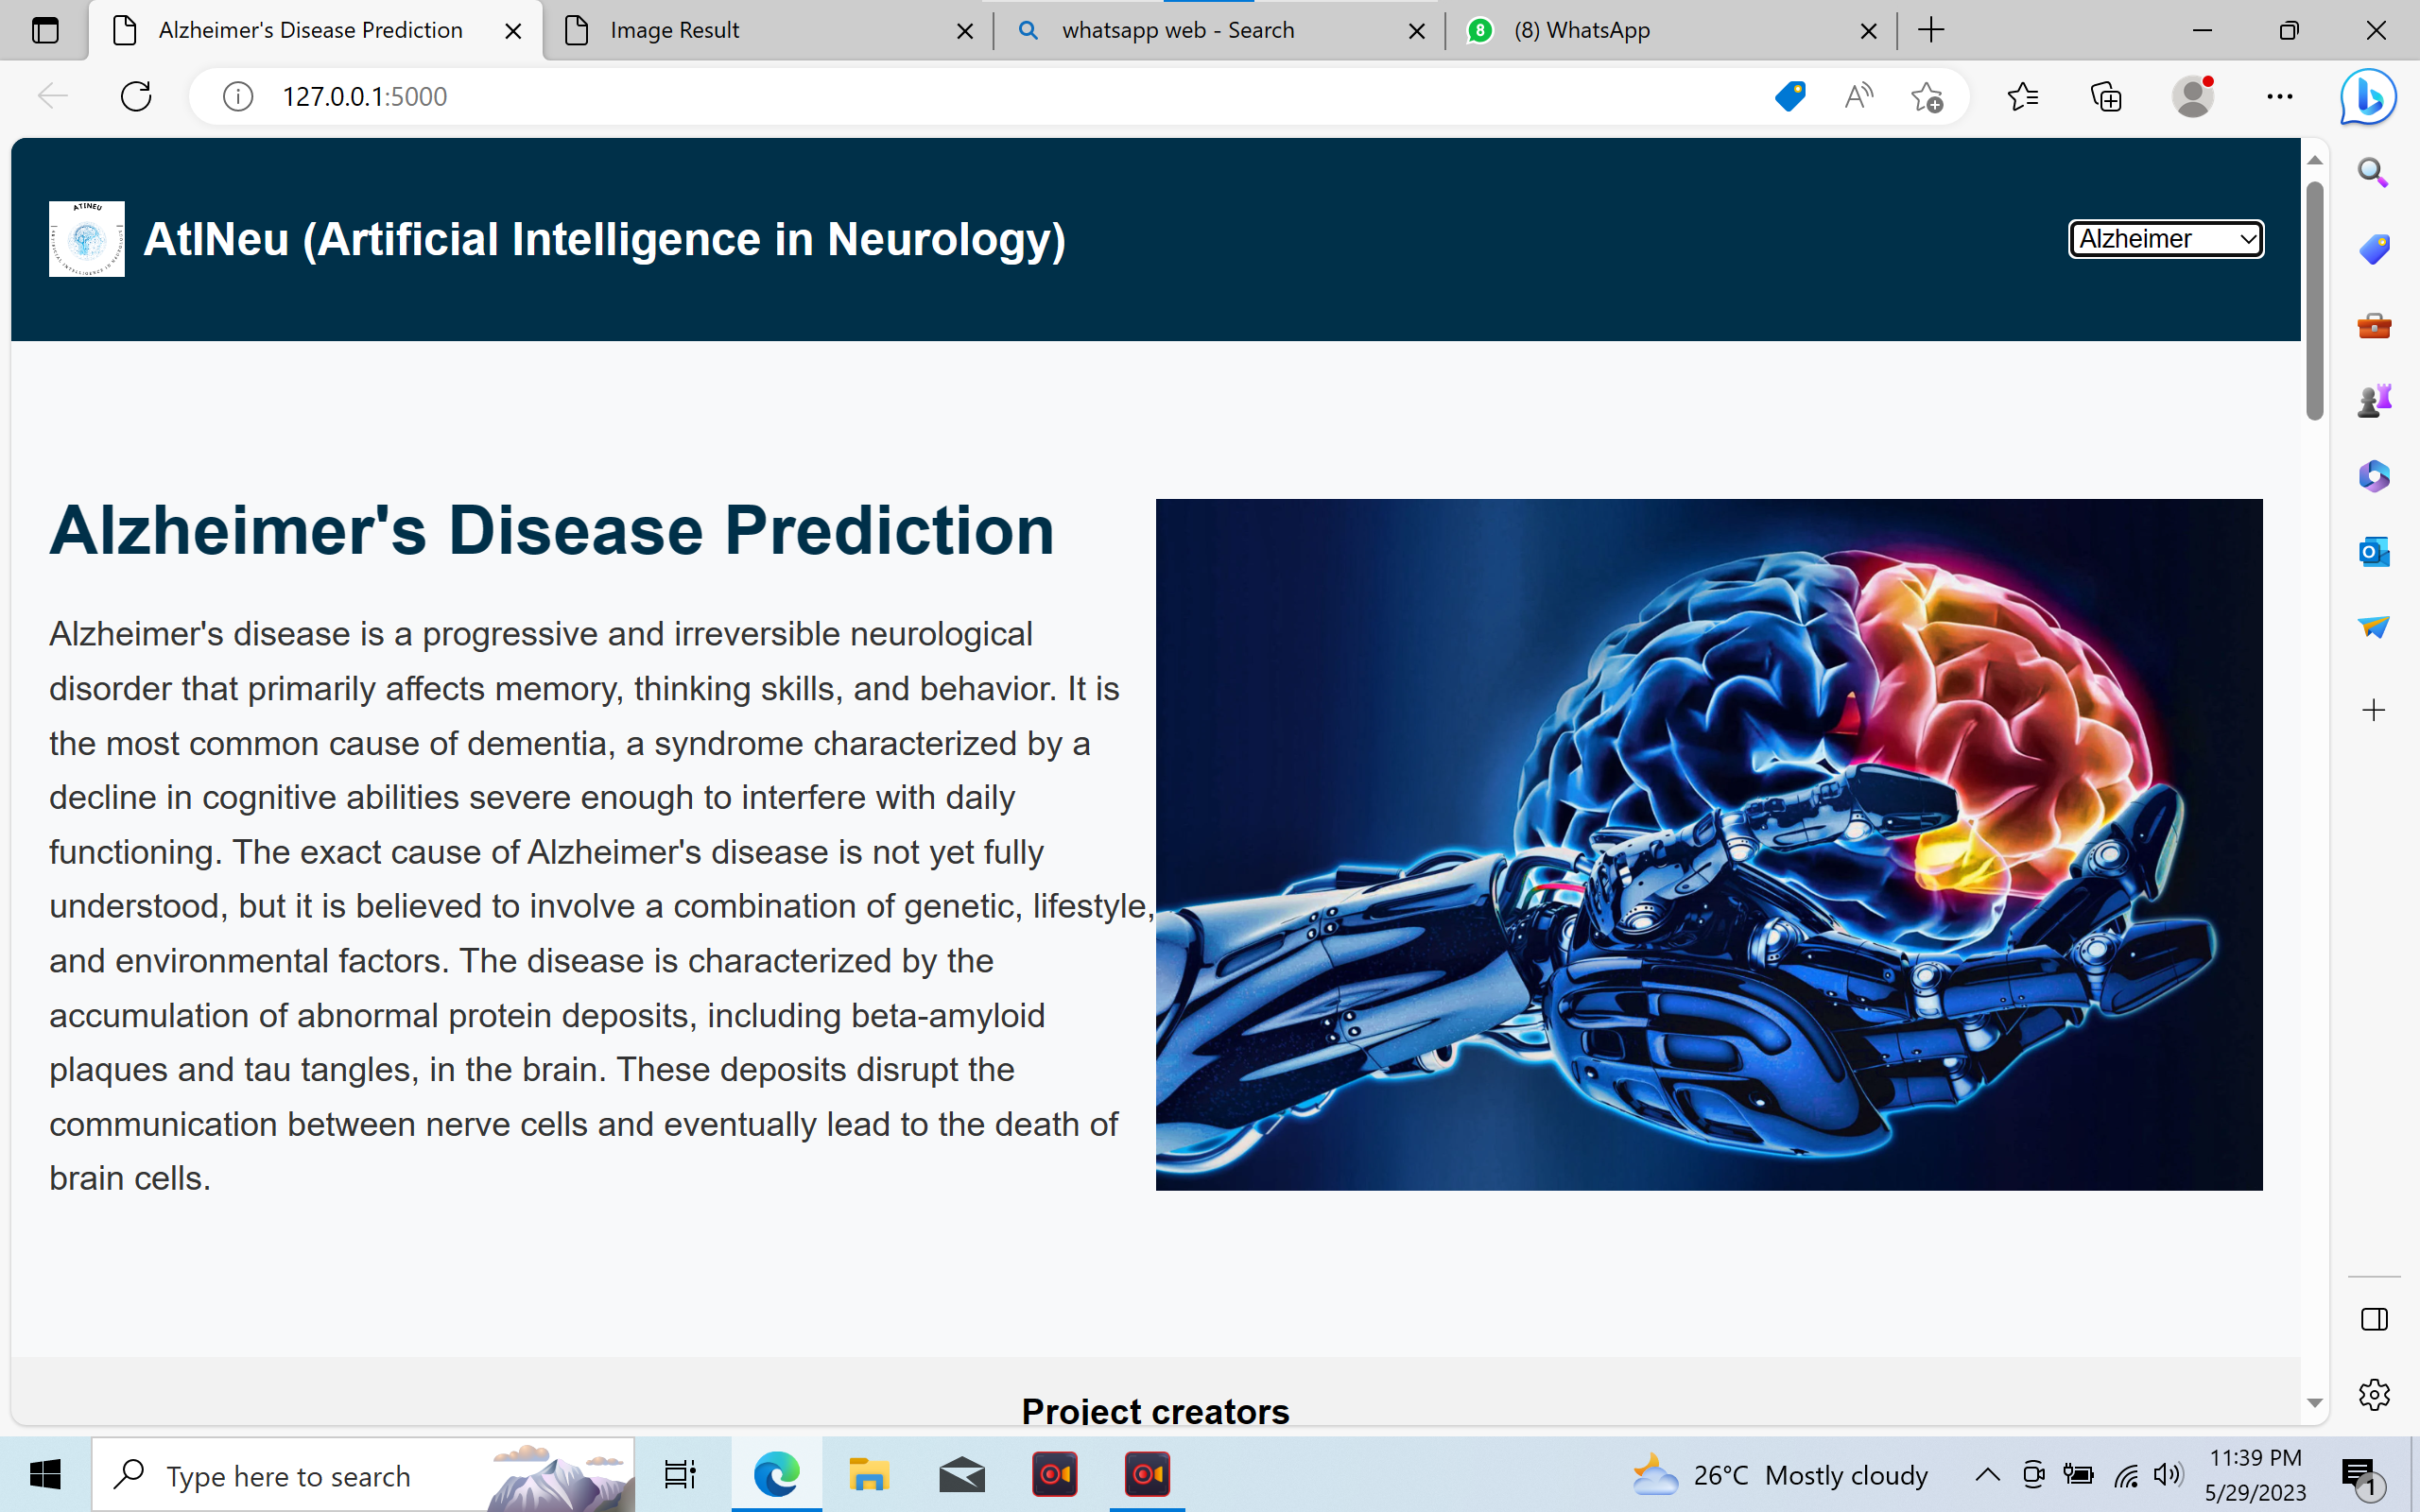 Alzheimer's Disease Prediction
Image Result
whatsapp web - Search
8
(8) WhatsApp
127.0.0.1:5000
ATINEU
AtINeu (Artificial Intelligence in Neurology)
Alzheimer
Alzheimer's Disease Prediction
Alzheimer's disease is a progressive and irreversible neurological
disorder that primarily affects memory, thinking skills, and behavior. It is
the most common cause of dementia, a syndrome characterized by a
decline in cognitive abilities severe enough to interfere with daily
functioning. The exact cause of Alzheimer's disease is not yet fully
understood, but it is believed to involve a combination of genetic, lifestyle,
and environmental factors. The disease is characterized by the
accumulation of abnormal protein deposits, including beta-amyloid
plaques and tau tangles, in the brain. These deposits disrupt the
communication between nerve cells and eventually lead to the death of
brain cells.
Project creators
Type here to search
26°C Mostly cloudy
11:39 PM
5/29/2023
1